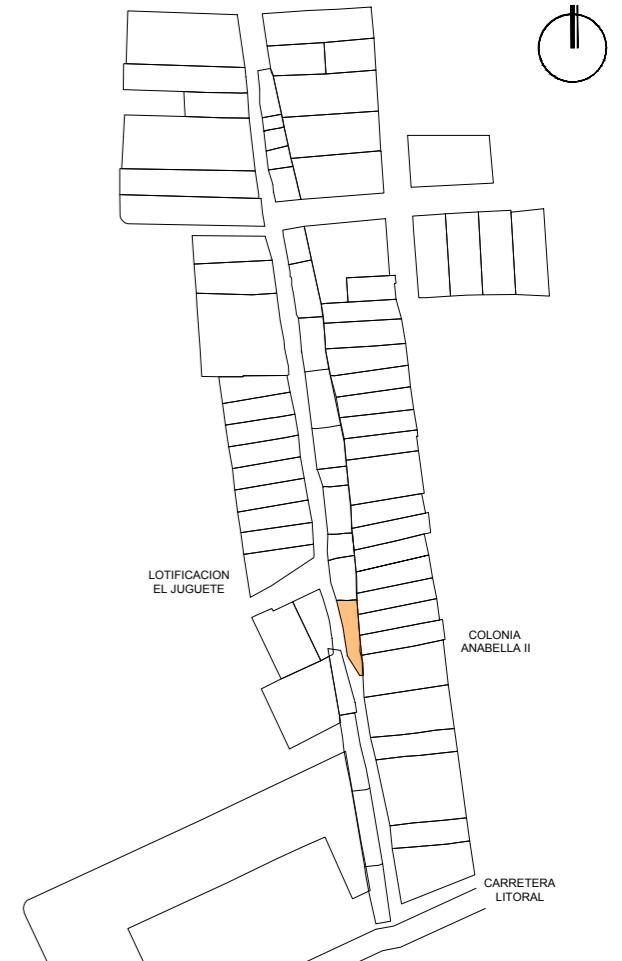 LOTIFICACION
EL JUGUETE
COLONIA
ANABELLA II
CARRETERA
LITORAL